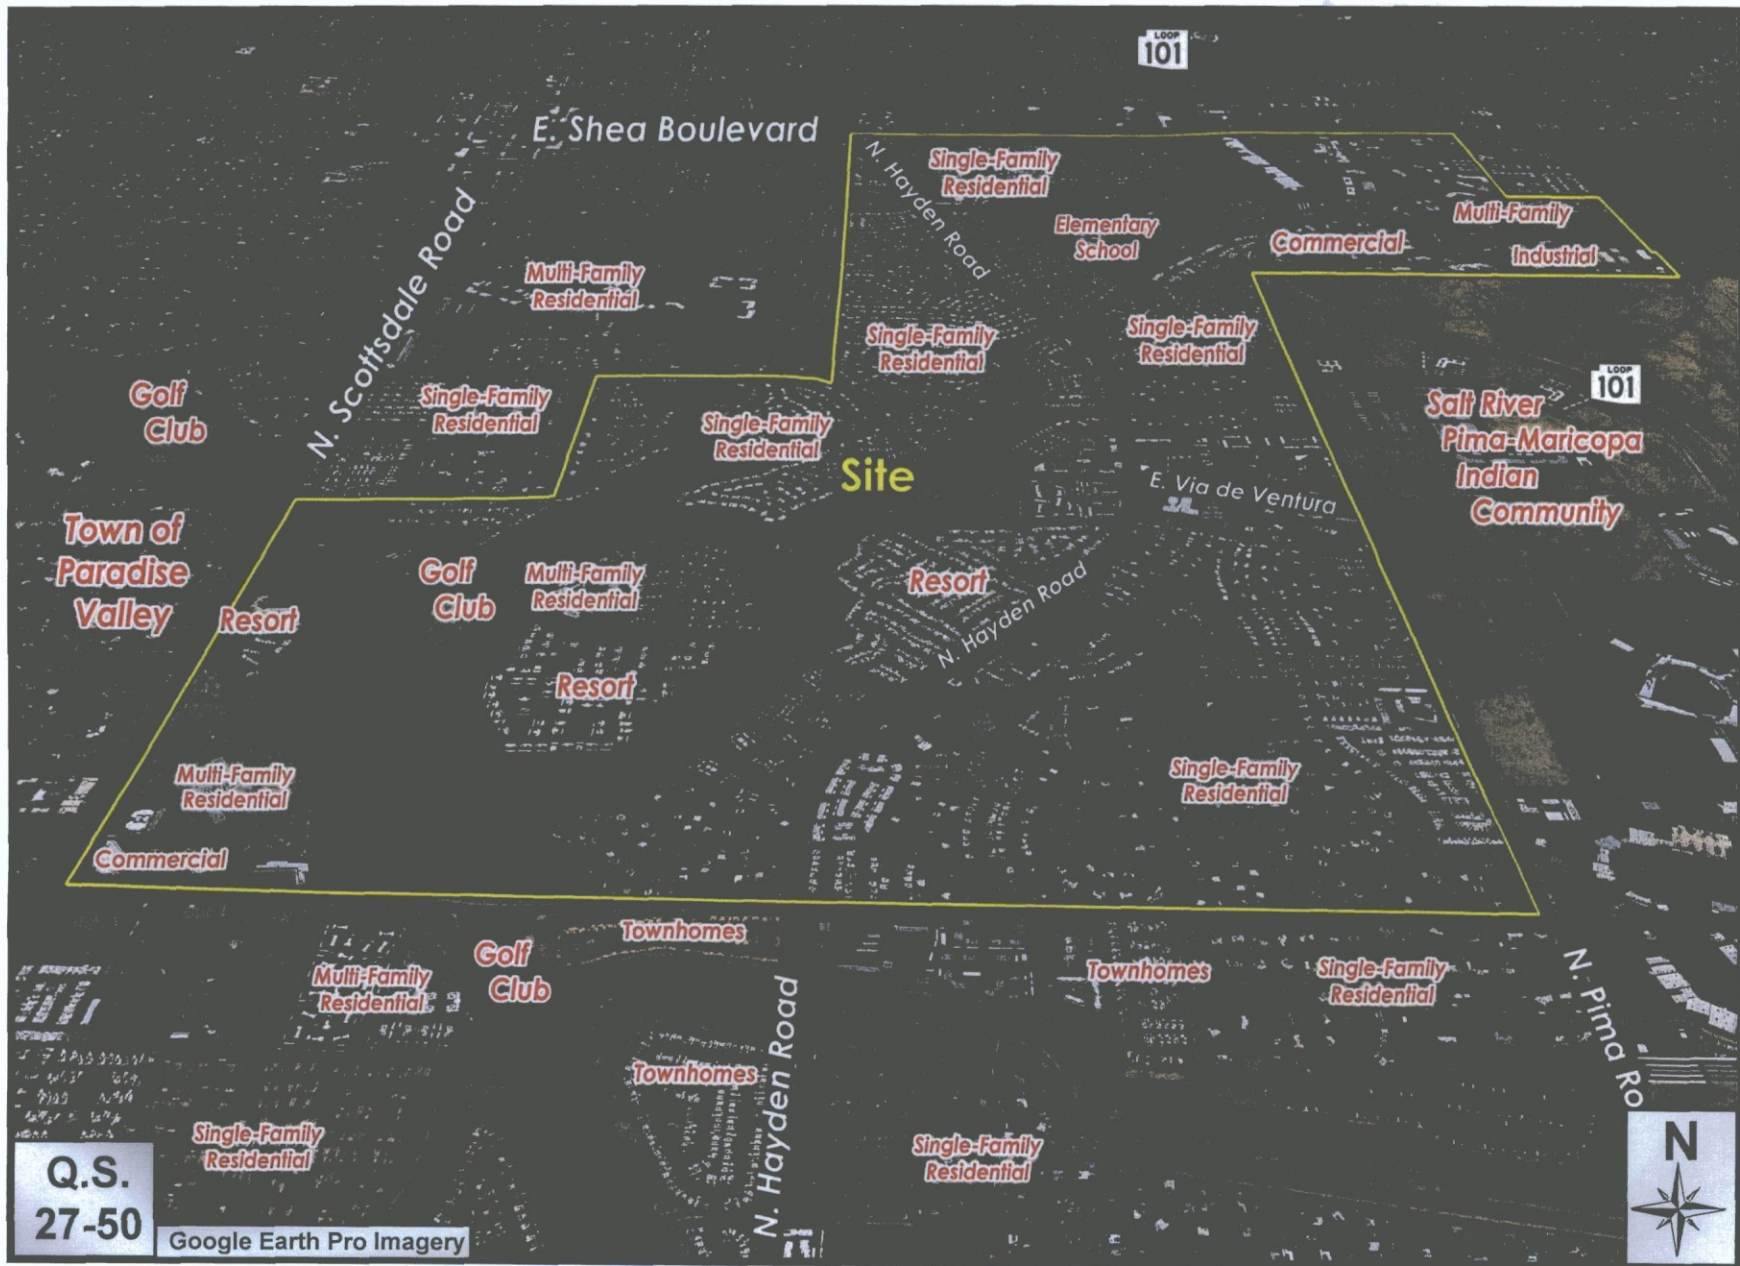 LOOP
101
E. Shea Boulevard
Single-Family
Residential
N. Hayden Road
Elementary
School
Multi-Family
Commercial
Industrial
N. Scottsdale Road
Multi-Family
Residential
Single-Family
Residential
Single-Family
Residential
LOOP
101
Golf
Club
Single-Family
Residential
Single-Family
Residential
Salt River
Pima-Maricopa
Indian
Community
Site
E. Via de Ventura
Town of
Paradise
Valley
Resort
Golf
Club
Multi-Family
Residential
Resort
N. Hayden Road
Resort
Multi-Family
Residential
Single-Family
Residential
Commercial
Townhomes
Golf
Club
Multi-Family
Residential
Townhomes
Single-Family
Residential
N. Pima Ro
Townhomes
N. Hayden Road
Single-Family
Residential
Single-Family
Residential
Q.S.
27-50
Google Earth Pro Imagery
N